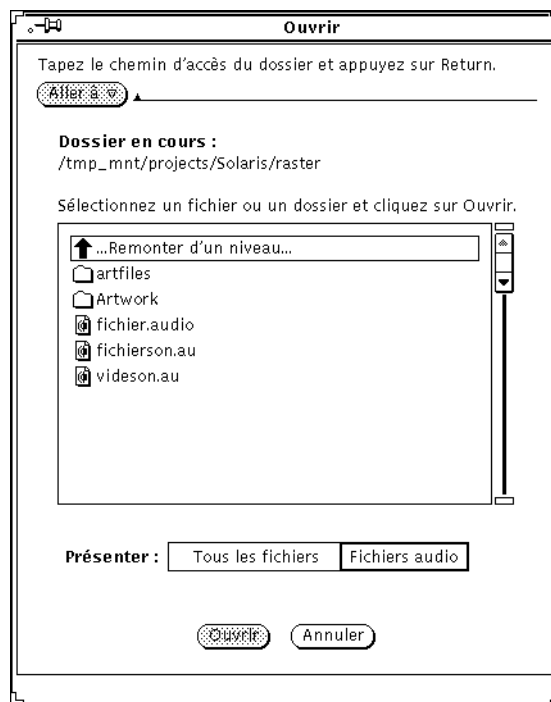 Ouvrir
Tapez le chemin d'accès du dossier et appuyez sur Return.
Aller à
Dossier en cours :
/tmp_mnt/projects/Solaris/raster
Sélectionnez un fichier ou un dossier et cliquez sur Ouvrir.
...Remonter d'un niveau...
artfiles
Artwork
fichier.audio
fichierson.au
videson.au
Présenter : Tous les fichiers Fichiers audio
Ouvrir Annuler